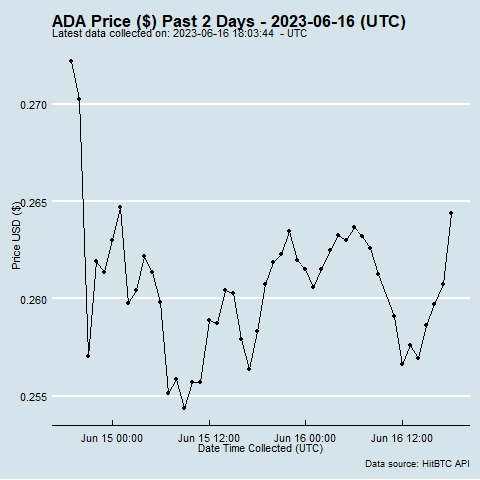 ADA Price ($) Past 2 Days - 2023-06-16 (UTC)
Latest data collected on: 2023-06-16 18:03:44 - UTC
0.270
0.265
0.260
0.255
Price USD ($)
Jun 15 00:00
Jun 15 12:00
Jun 16 00:00
Jun 16 12:00
Date Time Collected (UTC)
Data source: HitBTC API